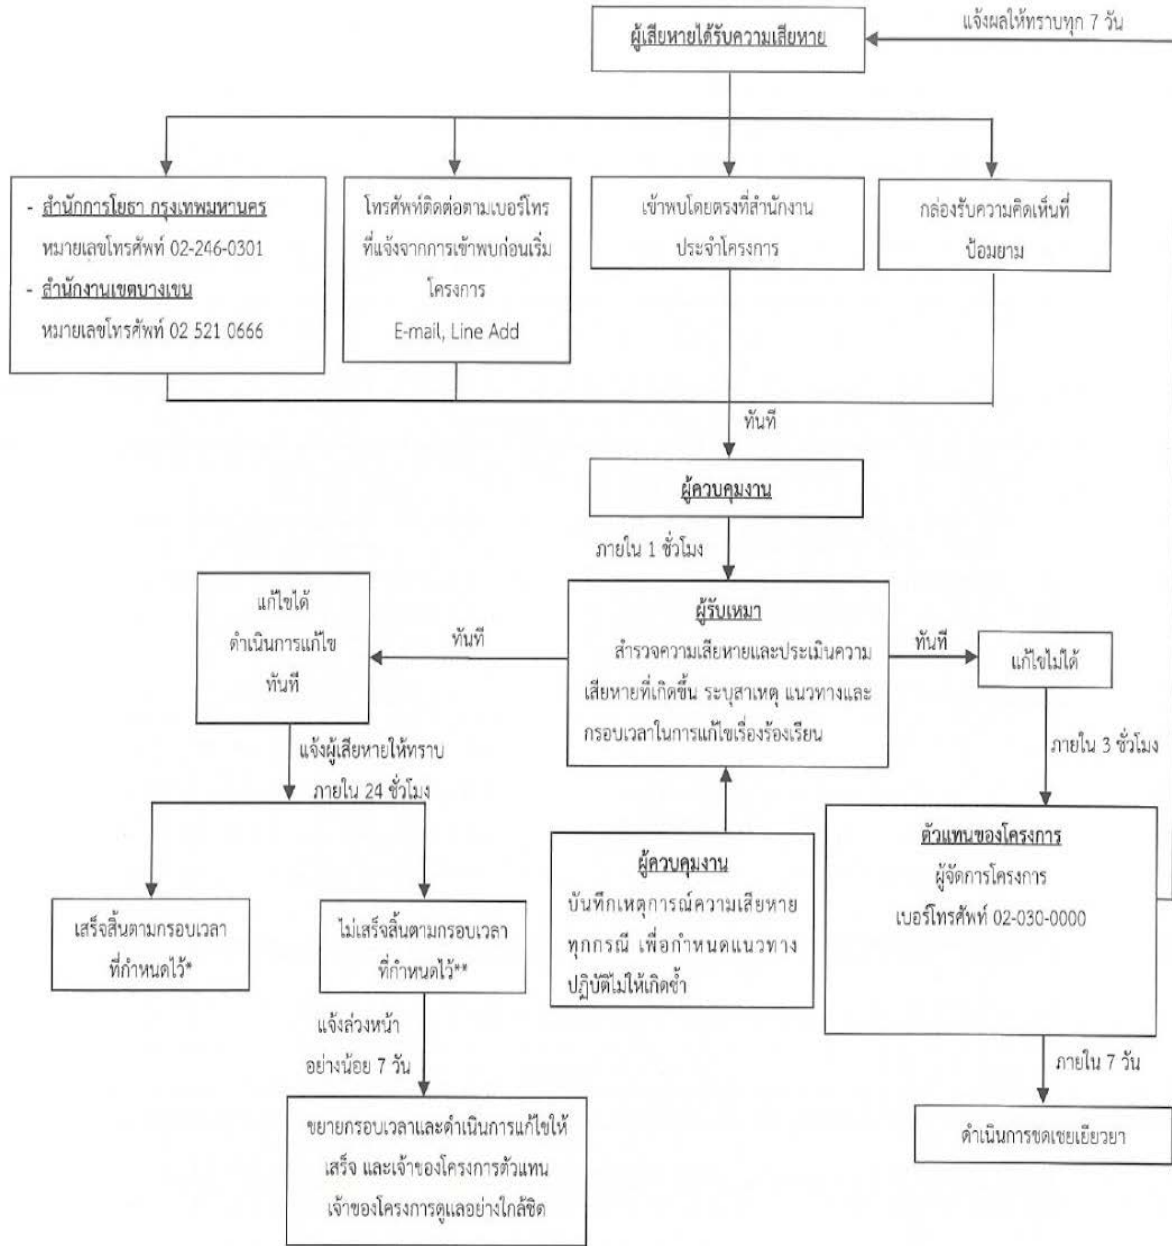 แจ้งผลให้ทราบทุก 7 วัน
ผู้เสียหายได้รับความเสียหาย
- สำนักการโยธา กรุงเทพมหานคร
หมายเลขโทรศัพท์ 02-246-0301
- สำนักงานเขตบางเขน
หมายเลขโทรศัพท์ 02 521 0666
โทรศัพท์ติดต่อตามเบอร์โทร
ที่แจ้งจากการเข้าพบก่อนเริ่ม
โครงการ
E-mail, Line Add
เข้าพบโดยตรงที่สำนักงาน
ประจำโครงการ
กล่องรับความคิดเห็นที่
ป้อมยาม
ทันที
ผู้ควบคุมงาน
ภายใน 1 ชั่วโมง
แก้ไขได้
ดำเนินการแก้ไข
ทันที
ทันที
ผู้รับเหมา
สำรวจความเสียหายและประเมินความ
เสียหายที่เกิดขึ้น ระบุสาเหตุ แนวทางและ
กรอบเวลาในการแก้ไขเรื่องร้องเรียน
ทันที
แก้ไขไม่ได้
แจ้งผู้เสียหายให้ทราบ
ภายใน 24 ชั่วโมง
ภายใน 3 ชั่วโมง
เสร็จสิ้นตามกรอบเวลา
ที่กำหนดไว้*
ไม่เสร็จสิ้นตามกรอบเวลา
ที่กำหนดไว้**
ผู้ควบคุมงาน
บันทึกเหตุการณ์ความเสียหาย
ทุกกรณี เพื่อกำหนดแนวทาง
ปฏิบัติไม่ให้เกิดซ้ำ
ตัวแทนของโครงการ
ผู้จัดการโครงการ
เบอร์โทรศัพท์ 02-030-0000
แจ้งล่วงหน้า
อย่างน้อย 7 วัน
ภายใน 7 วัน
ขยายกรอบเวลาและดำเนินการแก้ไขให้
เสร็จ และเจ้าของโครงการตัวแทน
เจ้าของโครงการดูแลอย่างใกล้ชิด
ดำเนินการชดเชยเยียวยา